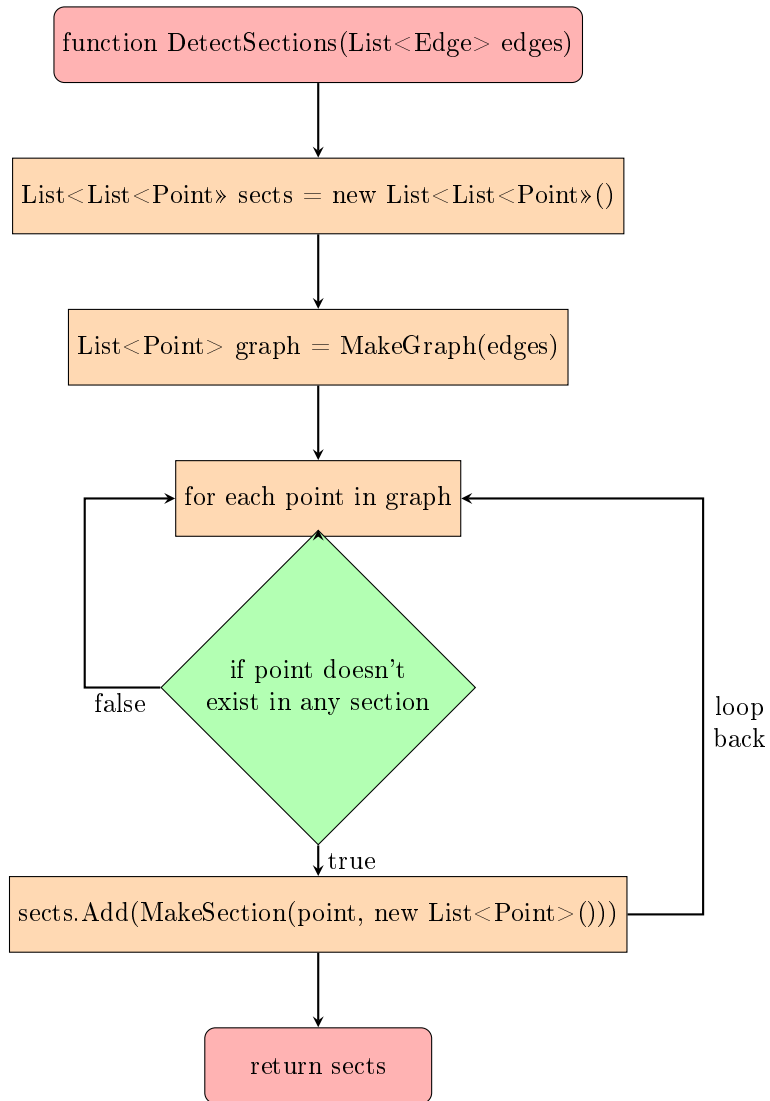 function DetectSections(List<Edge> edges)
List<List<Point» sects = new List<List<Point»()
List<Point> graph = MakeGraph(edges)
for each point in graph
if point doesn't
exist in any section
false
loop
back
true
sects.Add(MakeSection(point, new List<Point>()))
return sects